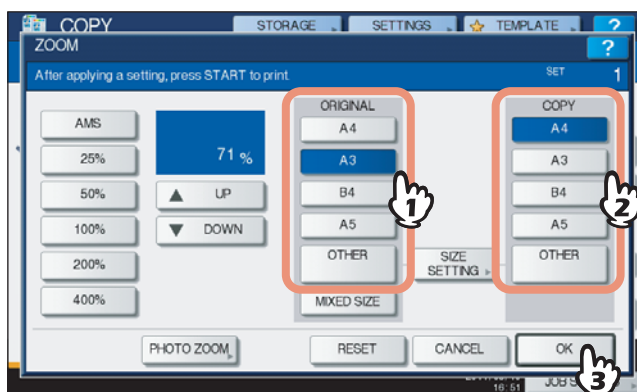 COPY STORAGE SETTINGS TEMPLATE ?
ZOOM ?
After applying a setting, press START to print. SET 1
ORIGINAL COPY
AMS A4 A4
25% 71 % A3 A3
50% UP B4 B4
1 2
100% DOWN A5 A5
200% OTHER SIZE SETTING OTHER
400% MIXED SIZE
PHOTO ZOOM RESET CANCEL OK
3
16:51 JOB S